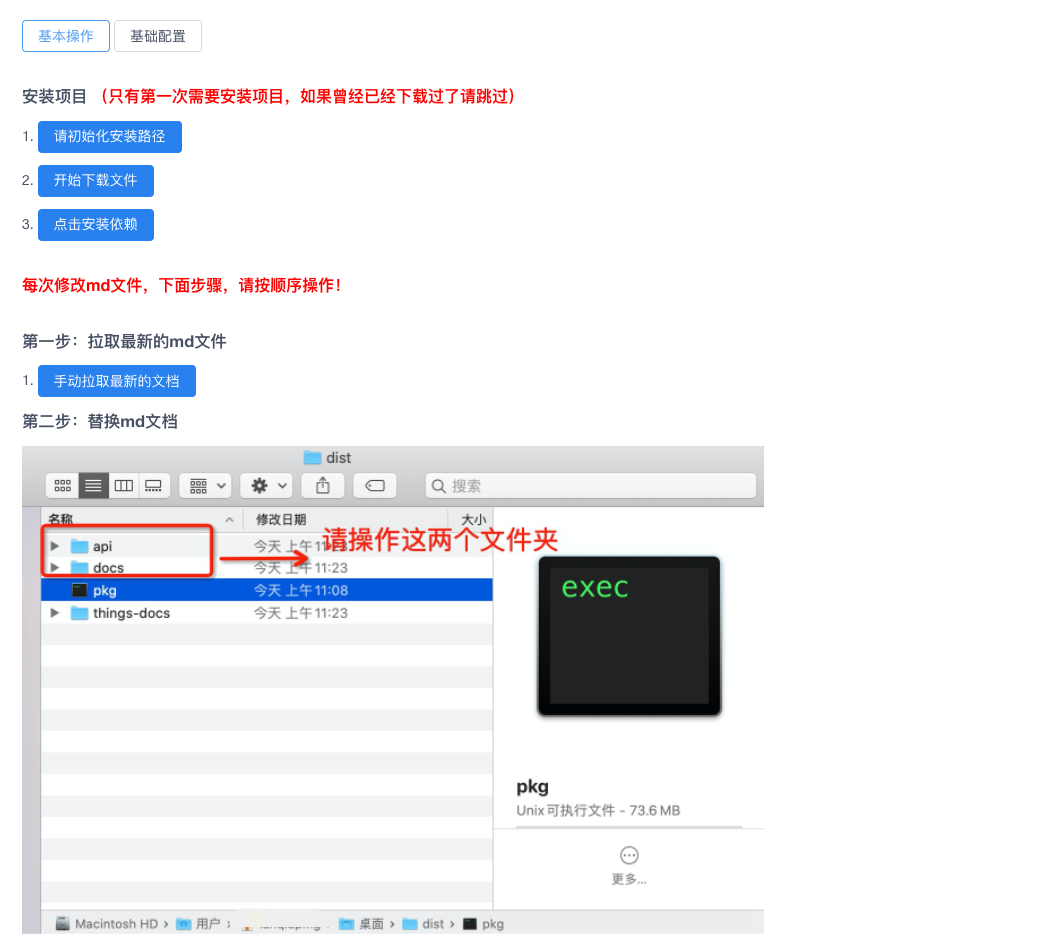 基本操作 基础配置
安装项目 （只有第一次需要安装项目，如果曾经已经下载过了请跳过）
1. 请初始化安装路径
2. 开始下载文件
3. 点击安装依赖
每次修改md文件，下面步骤，请按顺序操作！
第一步：拉取最新的md文件
1. 手动拉取最新的文档
第二步：替换md文档
dist
搜索
名称 修改日期 大小
请操作这两个文件夹
api 今天 上午11:23
docs 今天 上午11:23
pkg 今天 上午11:08
things-docs 今天 上午11:23
exec
pkg
Unix可执行文件 - 73.6 MB
更多...
Macintosh HD › 用户 › › 桌面 › dist › pkg